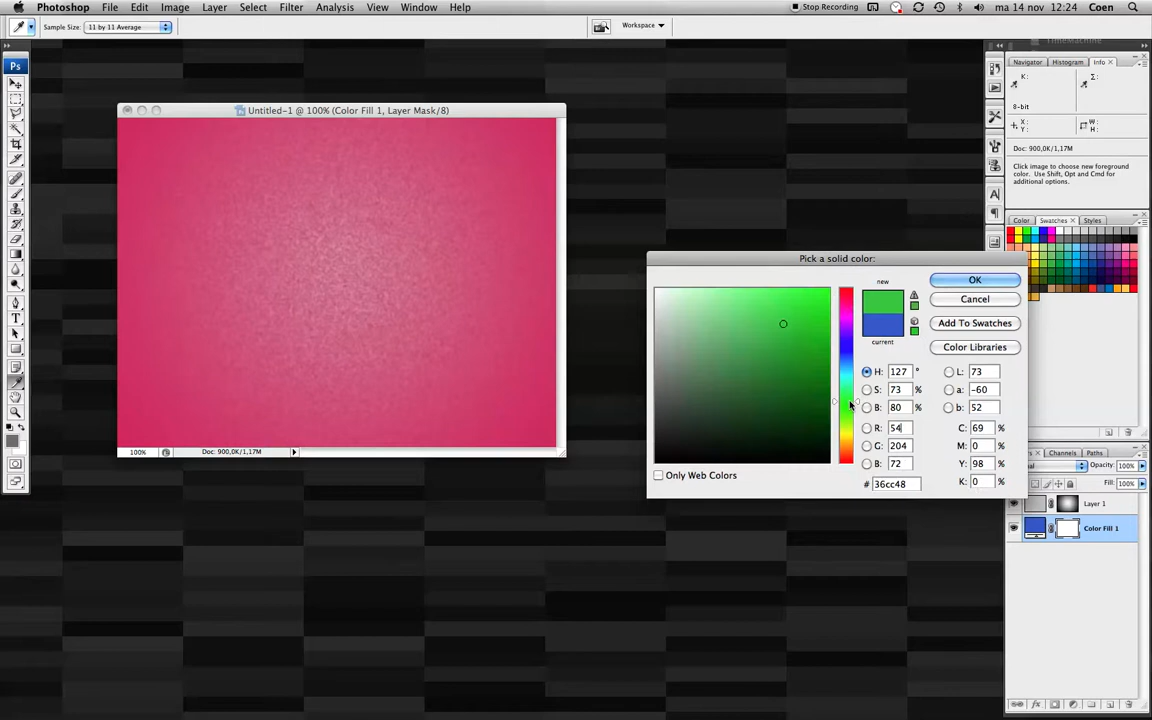 Photoshop File Edit Image Layer Select Filter Analysis View Window Help Stop Recording ma 14 nov 12:24 Coen
Sample Size: 11 by 11 Average Workspace
Ps
Navigator Histogram Info ×
K:
8-bit
X:
Y:
W:
H:
Doc: 900,0K/1,17M
Click image to choose new foreground
color. Use Shift, Opt and Cmd for
additional options.
Color Swatches × Styles
Untitled-1 @ 100% (Color Fill 1, Layer Mask/8)
100% Doc: 900,0K/1,17M
Pick a solid color:
new
current
OK
Cancel
Add To Swatches
Color Libraries
H: 127 °
S: 73 %
B: 80 %
R: 54
G: 204
B: 72
# 36cc48
L: 73
a: -60
b: 52
C: 69 %
M: 0 %
Y: 98 %
K: 0 %
Only Web Colors
Channels Paths
Opacity: 100%
Fill: 100%
Layer 1
Color Fill 1
A
T